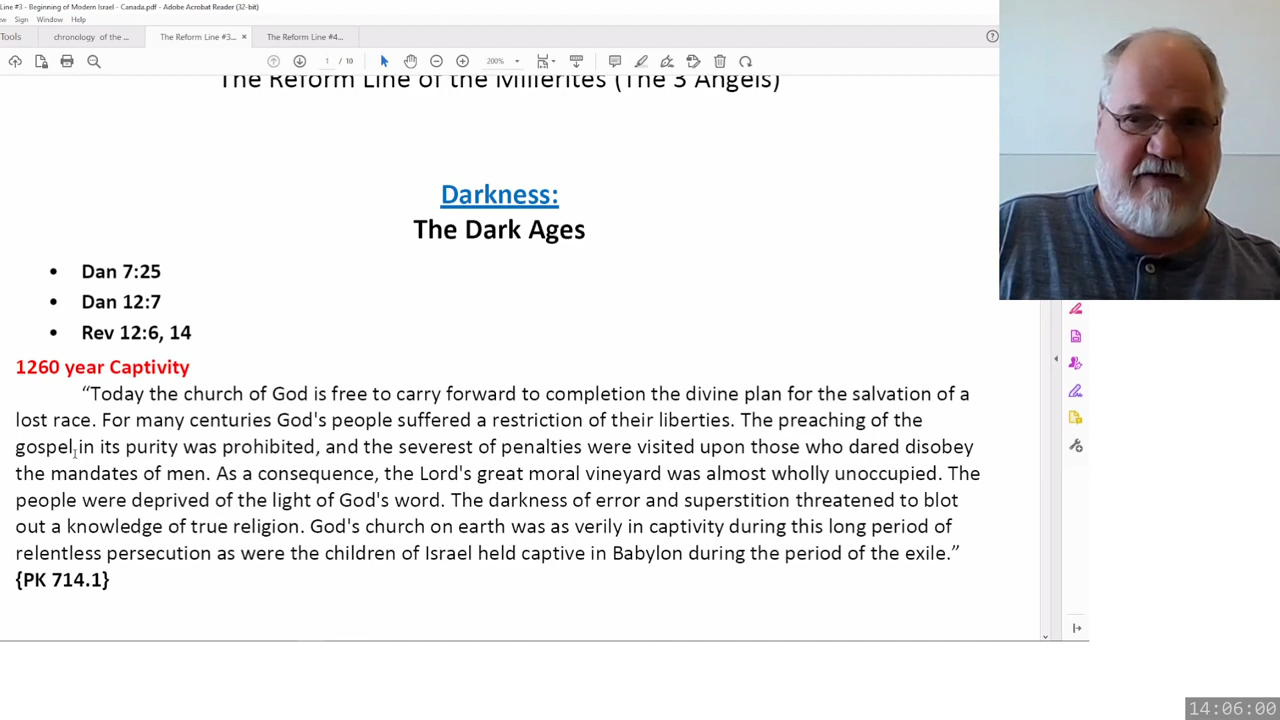 Line #3 - Beginning of Modern Israel - Canada.pdf - Adobe Acrobat Reader (32-bit)
Sign Window Help
Tools chronology of the ... The Reform Line #3... × The Reform Line #4...
1 / 10 200%
The Reform Line of the Millerites (The 3 Angels)
Darkness:
The Dark Ages
• Dan 7:25
• Dan 12:7
• Rev 12:6, 14
1260 year Captivity
“Today the church of God is free to carry forward to completion the divine plan for the salvation of a
lost race. For many centuries God's people suffered a restriction of their liberties. The preaching of the
gospel in its purity was prohibited, and the severest of penalties were visited upon those who dared disobey
the mandates of men. As a consequence, the Lord's great moral vineyard was almost wholly unoccupied. The
people were deprived of the light of God's word. The darkness of error and superstition threatened to blot
out a knowledge of true religion. God's church on earth was as verily in captivity during this long period of
relentless persecution as were the children of Israel held captive in Babylon during the period of the exile.”
{PK 714.1}
14:06:00